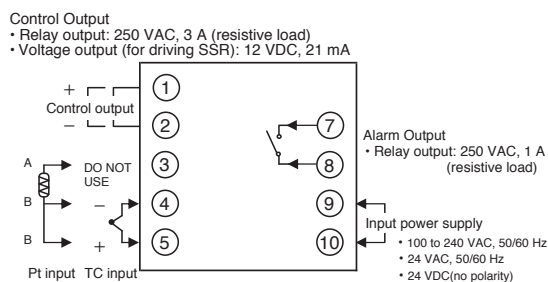 Control Output
• Relay output: 250 VAC, 3 A (resistive load)
• Voltage output (for driving SSR): 12 VDC, 21 mA
+
Control output
−
1
2
3
4
5
A
B
B
DO NOT
USE
−
+
Pt input TC input
7
8
9
10
Alarm Output
• Relay output: 250 VAC, 1 A
(resistive load)
Input power supply
• 100 to 240 VAC, 50/60 Hz
• 24 VAC, 50/60 Hz
• 24 VDC(no polarity)